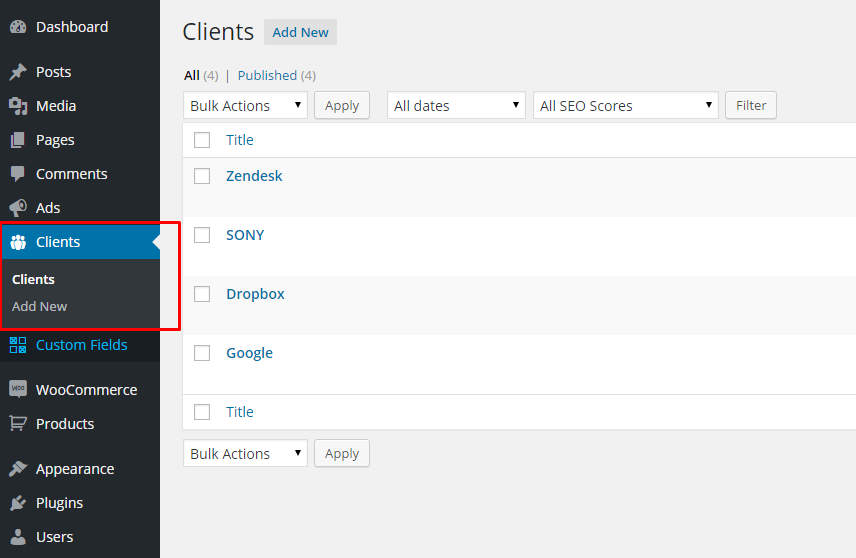 Dashboard
Posts
Media
Pages
Comments
Ads
Clients
Clients
Add New
Custom Fields
WOO WooCommerce
Products
Appearance
Plugins
Users
Clients Add New
All (4) | Published (4)
Bulk Actions Apply All dates All SEO Scores Filter
Title
Zendesk
SONY
Dropbox
Google
Title
Bulk Actions Apply